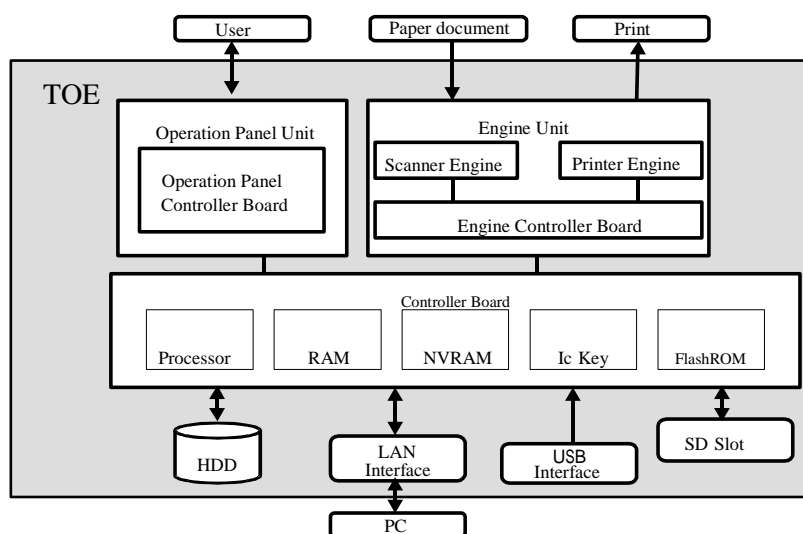 User
Paper document
Print
TOE
Operation Panel Unit
Operation Panel
Controller Board
Engine Unit
Scanner Engine
Printer Engine
Engine Controller Board
Controller Board
Processor
RAM
NVRAM
Ic Key
FlashROM
HDD
LAN
Interface
USB
Interface
SD Slot
PC